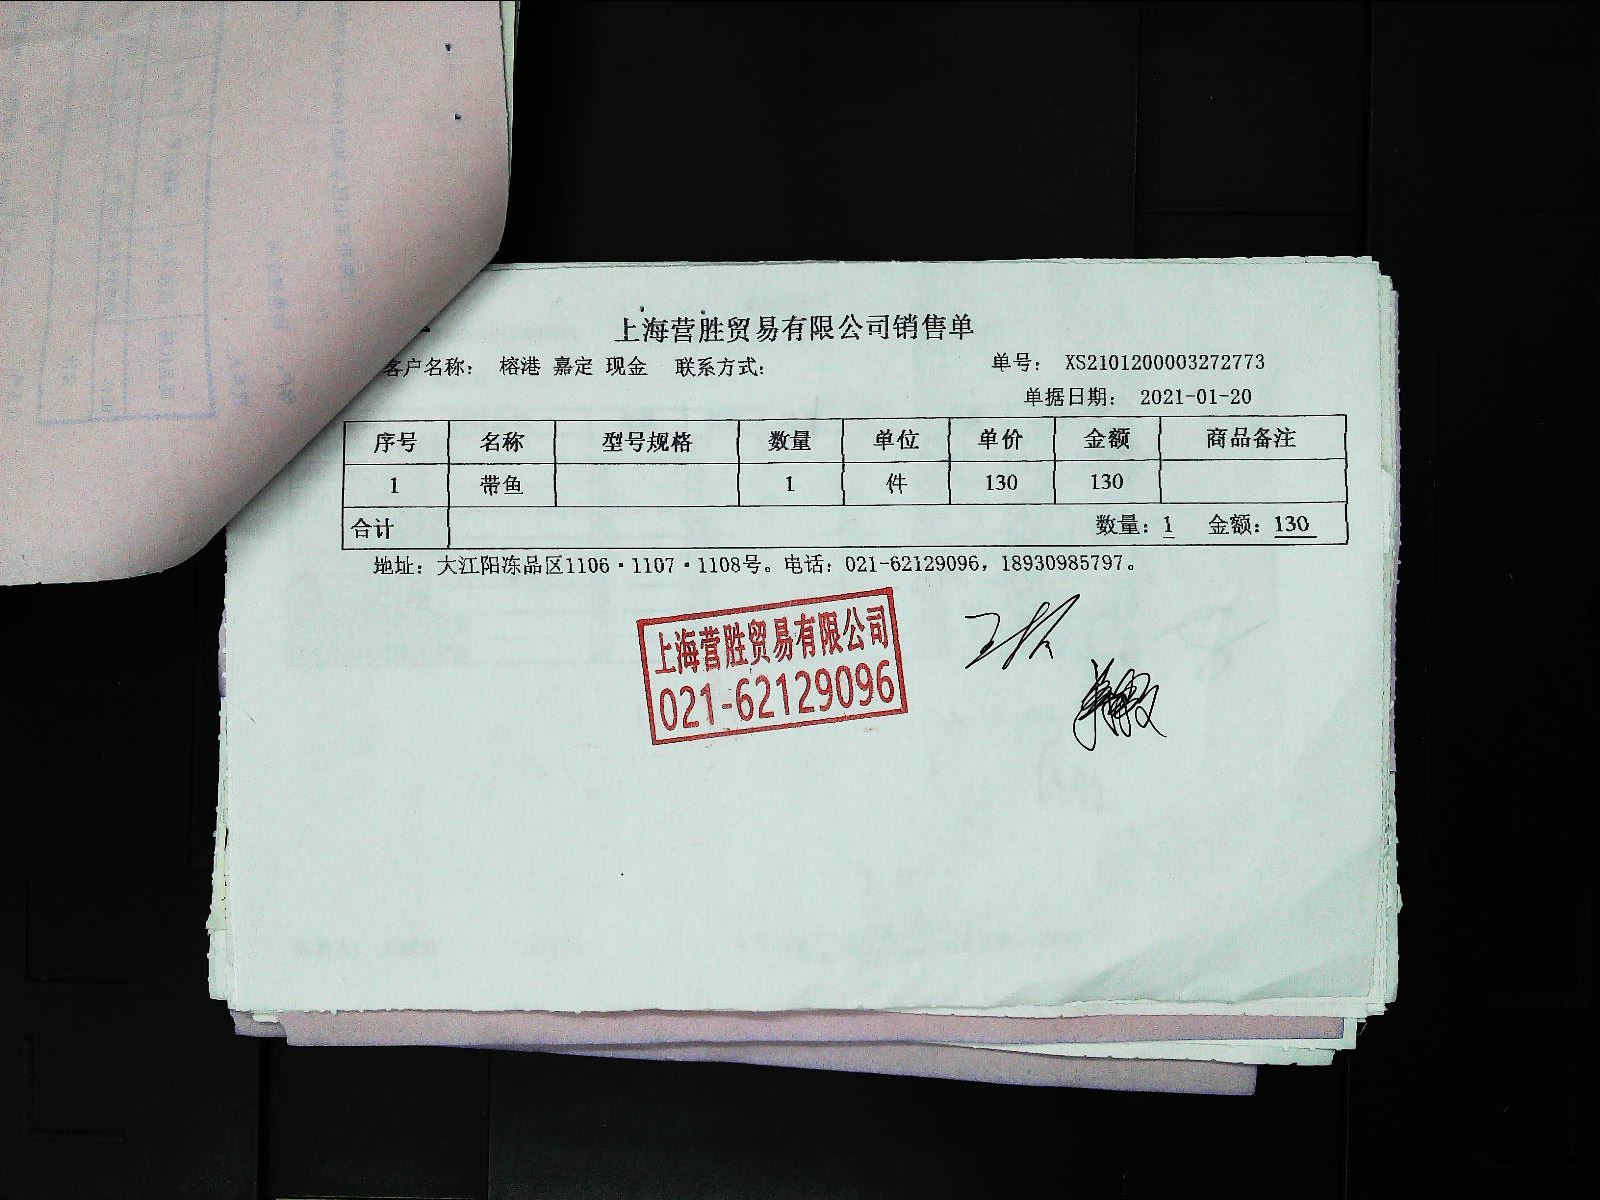 上海营胜贸易有限公司销售单
客户名称： 榕港 嘉定 现金 联系方式： 单号： XS2101200003272773
单据日期： 2021-01-20
序号 名称 型号规格 数量 单位 单价 金额 商品备注
1 带鱼 1 件 130 130
合计 数量：1 金额：130
地址：大江阳冻品区1106·1107·1108号。电话：021-62129096，18930985797。
上海营胜贸易有限公司
021-62129096